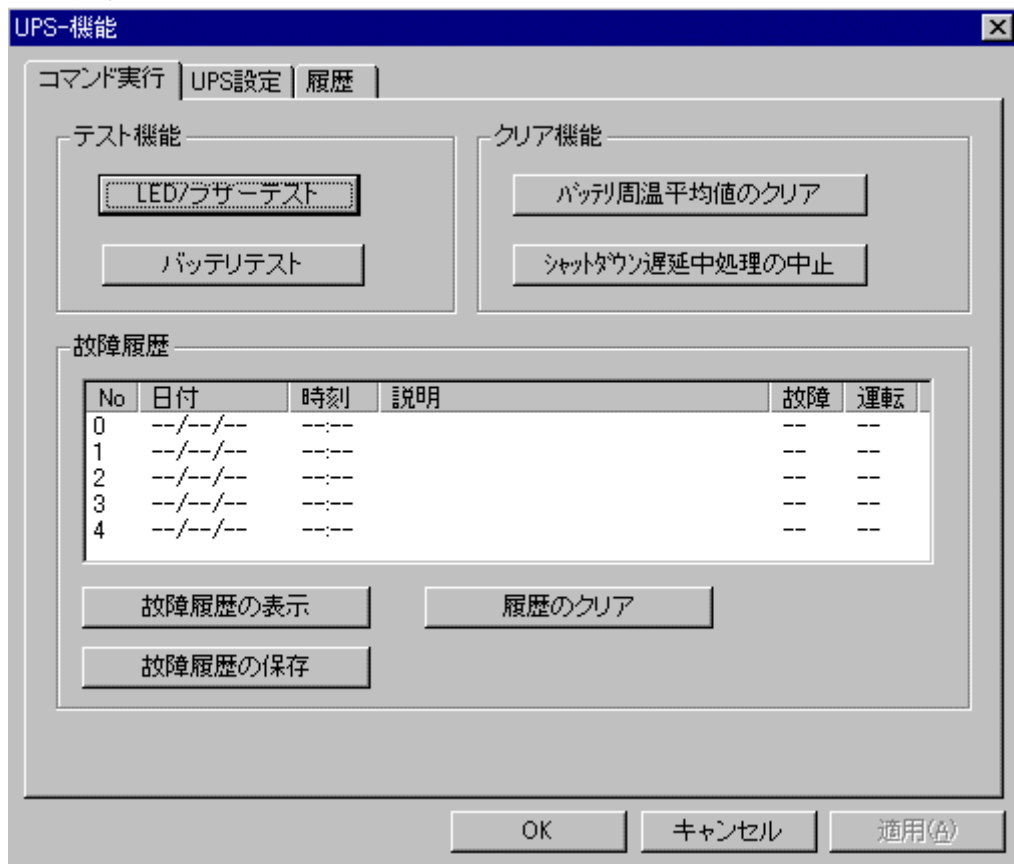 UPS-機能
コマンド実行 UPS設定 履歴
テスト機能
LED/ラザーテスト
バッテリテスト
クリア機能
ﾊﾞｯﾃﾘ周温平均値のクリア
ｼｬｯﾄﾀﾞｳﾝ遅延中処理の中止
故障履歴
No 日付 時刻 説明 故障 運転
0 --/--/-- --:-- -- --
1 --/--/-- --:-- -- --
2 --/--/-- --:-- -- --
3 --/--/-- --:-- -- --
4 --/--/-- --:-- -- --
故障履歴の表示 履歴のクリア
故障履歴の保存
OK キャンセル 適用(A)